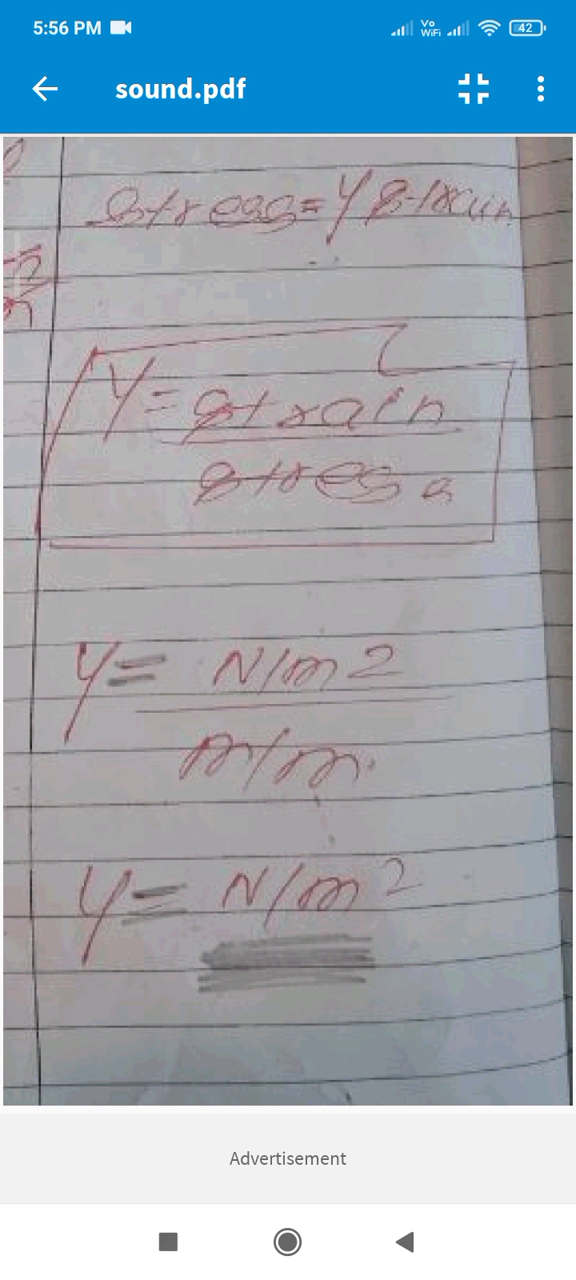 5:56 PM
Vo
WiFi
42
sound.pdf
stress = Y strain
Y = strain
stress
Y = N/m2
m/m.
Y = N/m2
Advertisement